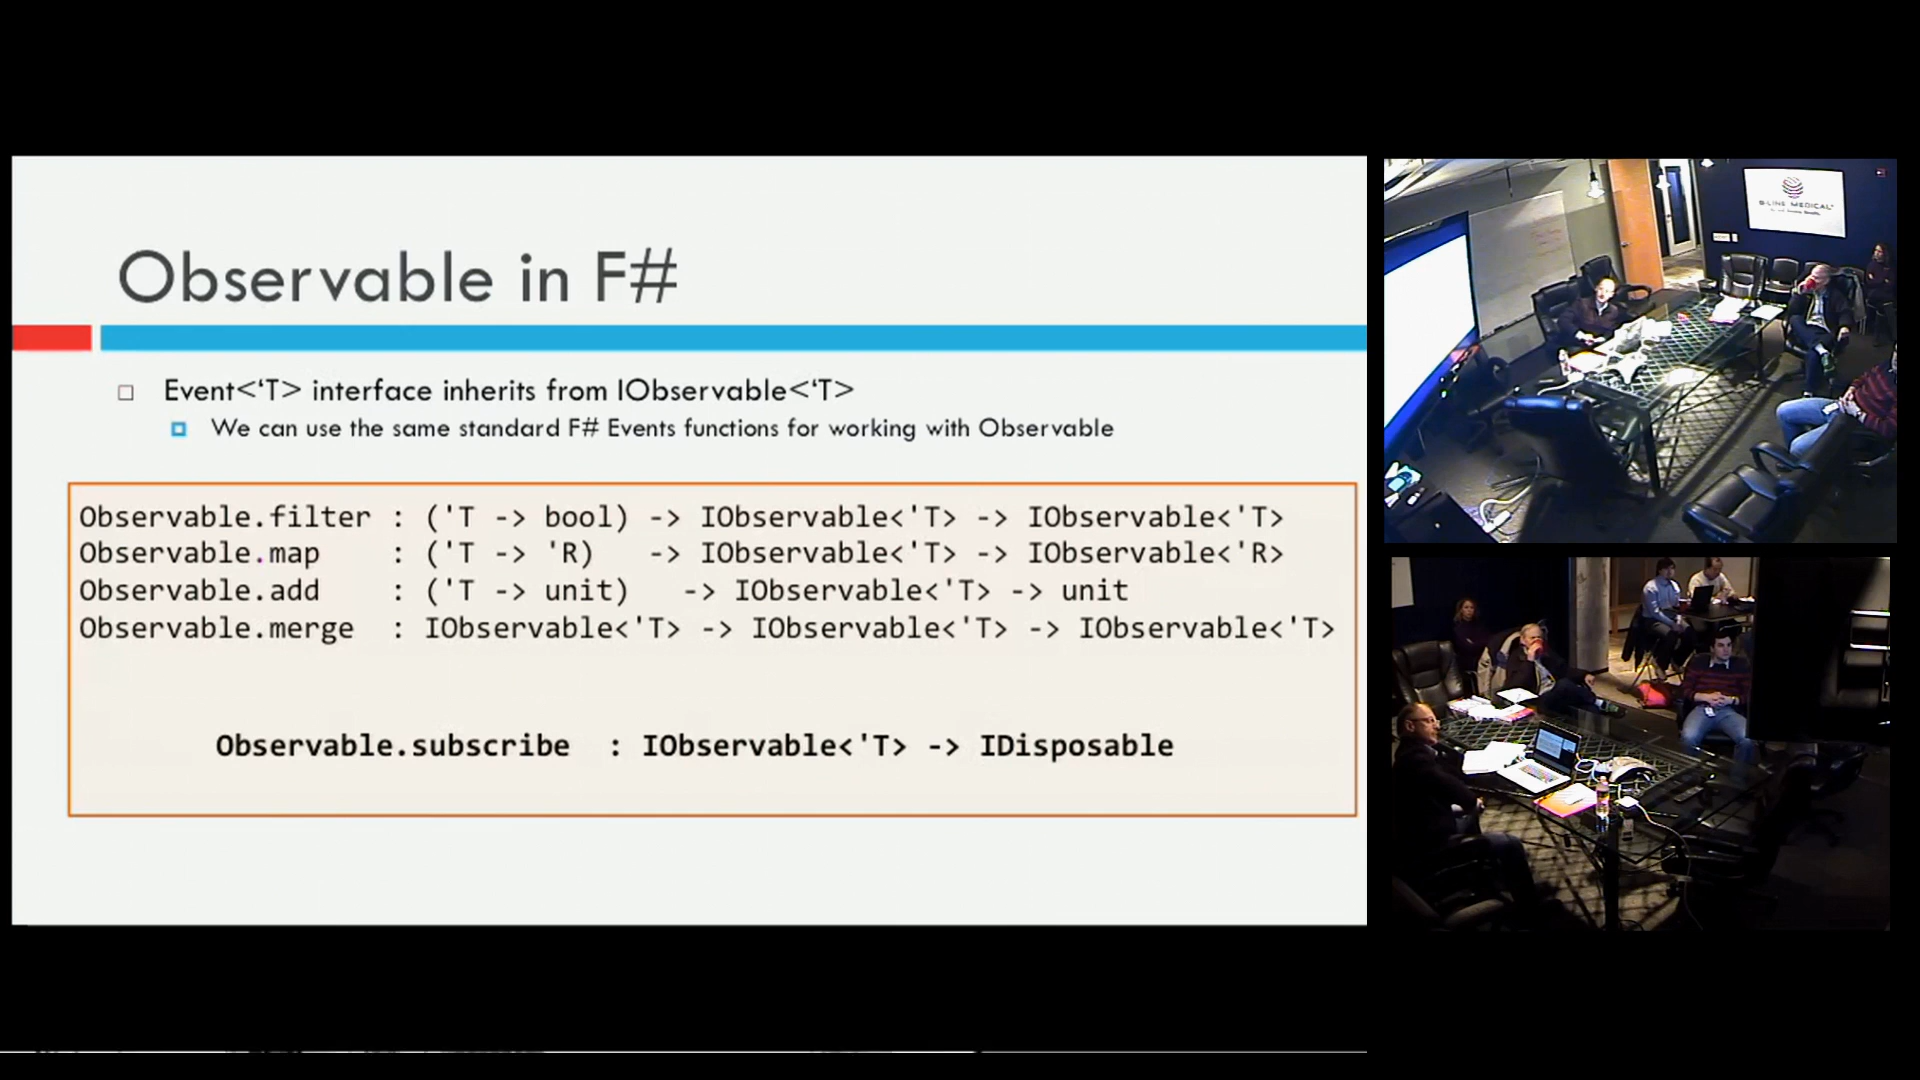 Observable in F#
Event<‘T> interface inherits from IObservable<‘T>
We can use the same standard F# Events functions for working with Observable
Observable.filter : ('T -> bool) -> IObservable<'T> -> IObservable<'T>
Observable.map : ('T -> 'R) -> IObservable<'T> -> IObservable<'R>
Observable.add : ('T -> unit) -> IObservable<'T> -> unit
Observable.merge : IObservable<'T> -> IObservable<'T> -> IObservable<'T>
Observable.subscribe : IObservable<'T> -> IDisposable
B-LINE MEDICAL